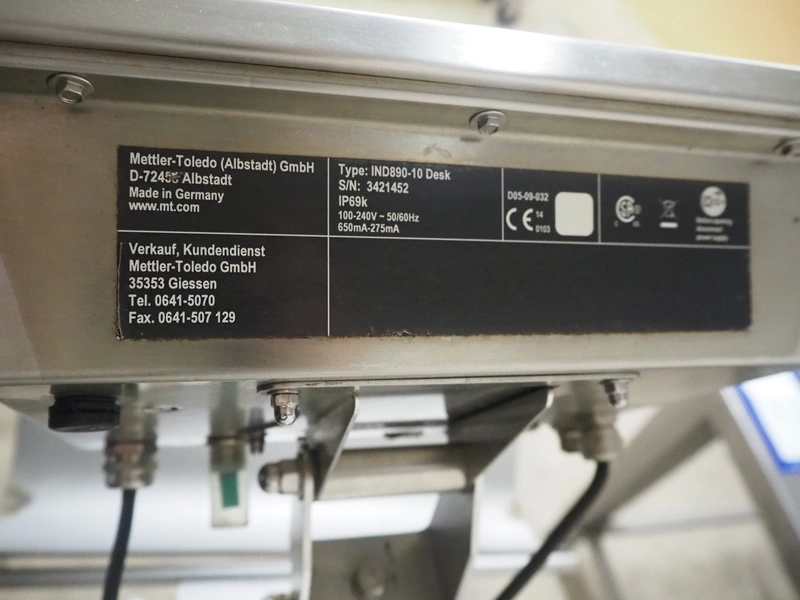 Mettler-Toledo (Albstadt) GmbH
D-72458 Albstadt
Made in Germany
www.mt.com
Type: IND890-10 Desk
S/N: 3421452
IP69k
100-240V ~ 50/60Hz
650mA-275mA
D05-09-032
CE 14
0103
Verkauf, Kundendienst
Mettler-Toledo GmbH
35353 Giessen
Tel. 0641-5070
Fax. 0641-507 129